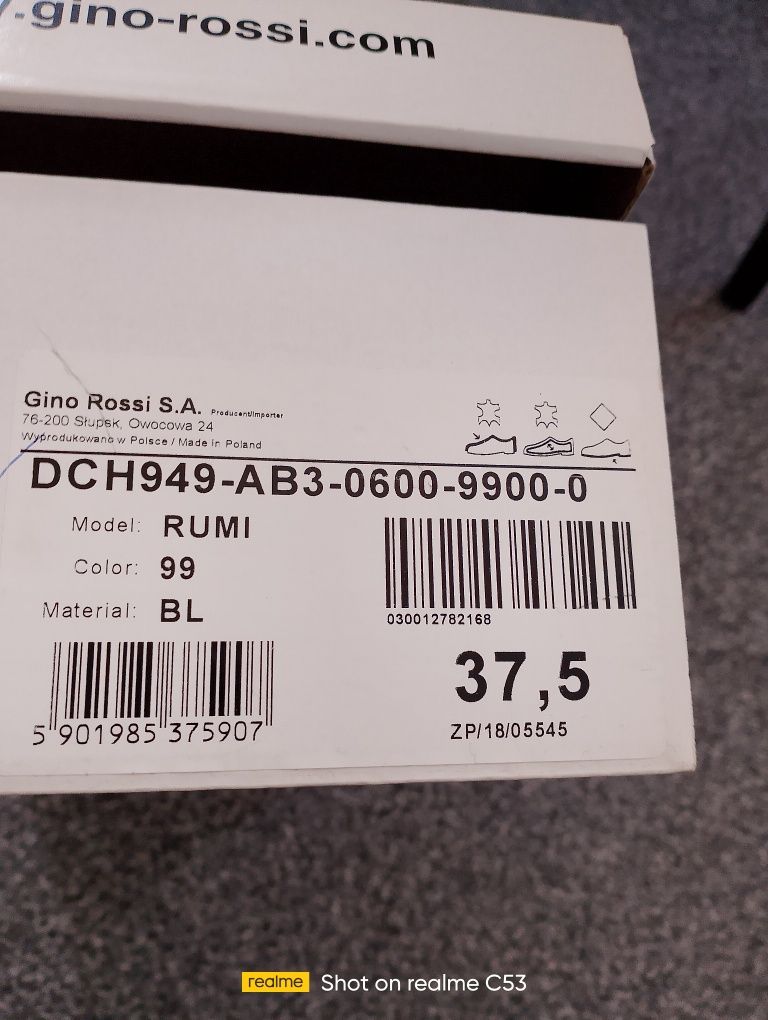 .gino-rossi.com
Gino Rossi S.A. Producent/Importer
76-200 Słupsk, Owocowa 24
Wyprodukowano w Polsce / Made in Poland
DCH949-AB3-0600-9900-0
Model: RUMI
Color: 99
Material: BL
030012782168
37,5
ZP/18/05545
5 901985 375907
realme Shot on realme C53